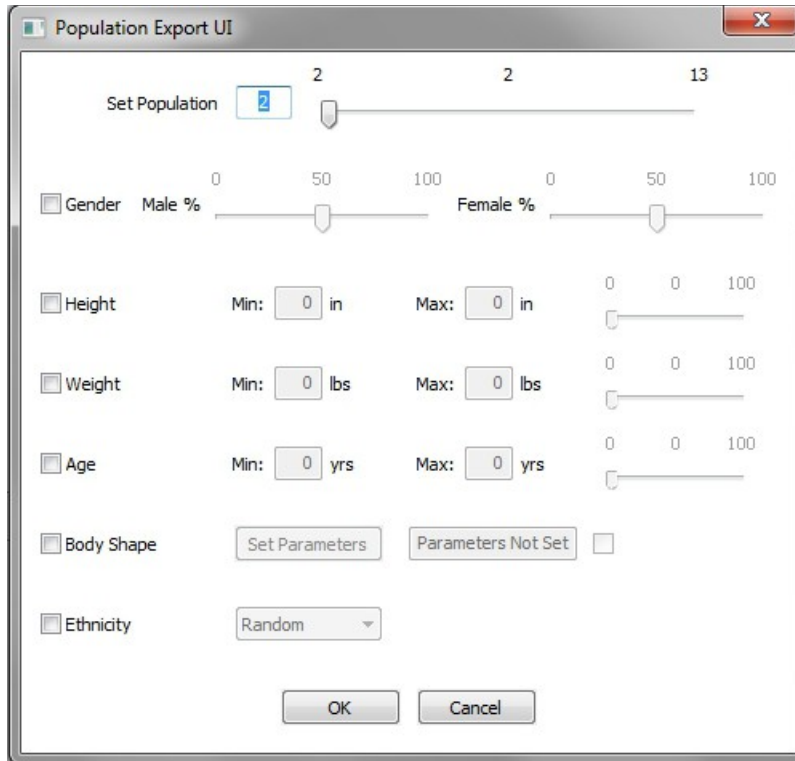 Population Export UI
2 2 13
Set Population 2
0 50 100 0 50 100
Gender Male % Female %
0 0 100
Height Min: 0 in Max: 0 in
0 0 100
Weight Min: 0 lbs Max: 0 lbs
0 0 100
Age Min: 0 yrs Max: 0 yrs
Body Shape Set Parameters Parameters Not Set
Ethnicity Random
OK Cancel